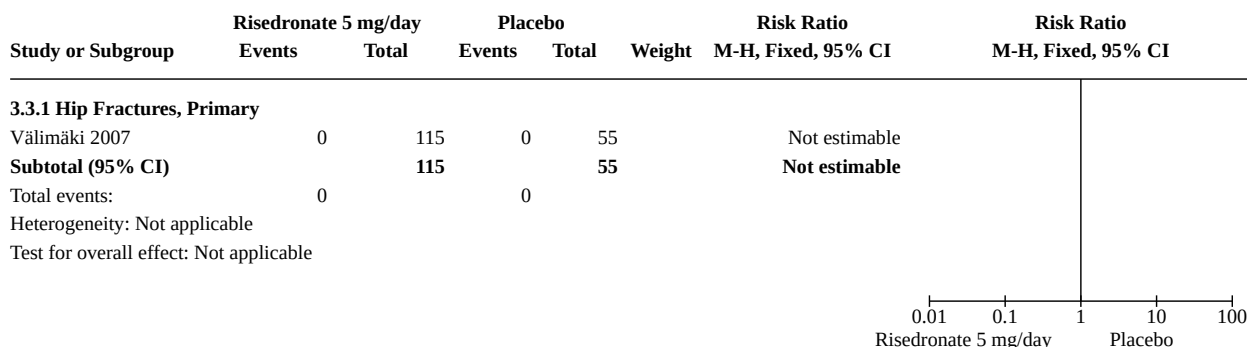 Risedronate 5 mg/day Placebo Risk Ratio Risk Ratio
Study or Subgroup Events Total Events Total Weight M-H, Fixed, 95% CI M-H, Fixed, 95% CI
3.3.1 Hip Fractures, Primary
Välimäki 2007 0 115 0 55 Not estimable
Subtotal (95% CI) 115 55 Not estimable
Total events: 0 0
Heterogeneity: Not applicable
Test for overall effect: Not applicable
0.01 0.1 1 10 100
Risedronate 5 mg/day Placebo